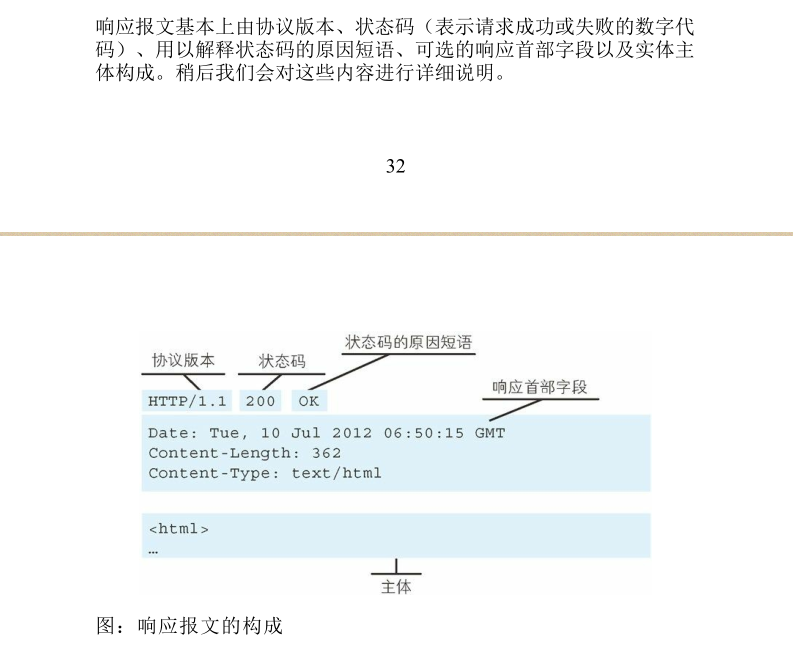 响应报文基本上由协议版本、状态码（表示请求成功或失败的数字代
码）、用以解释状态码的原因短语、可选的响应首部字段以及实体主
体构成。稍后我们会对这些内容进行详细说明。
32
状态码的原因短语
协议版本 状态码
响应首部字段
HTTP/1.1 200 OK
Date: Tue, 10 Jul 2012 06:50:15 GMT
Content-Length: 362
Content-Type: text/html
<html>
…
主体
图：响应报文的构成